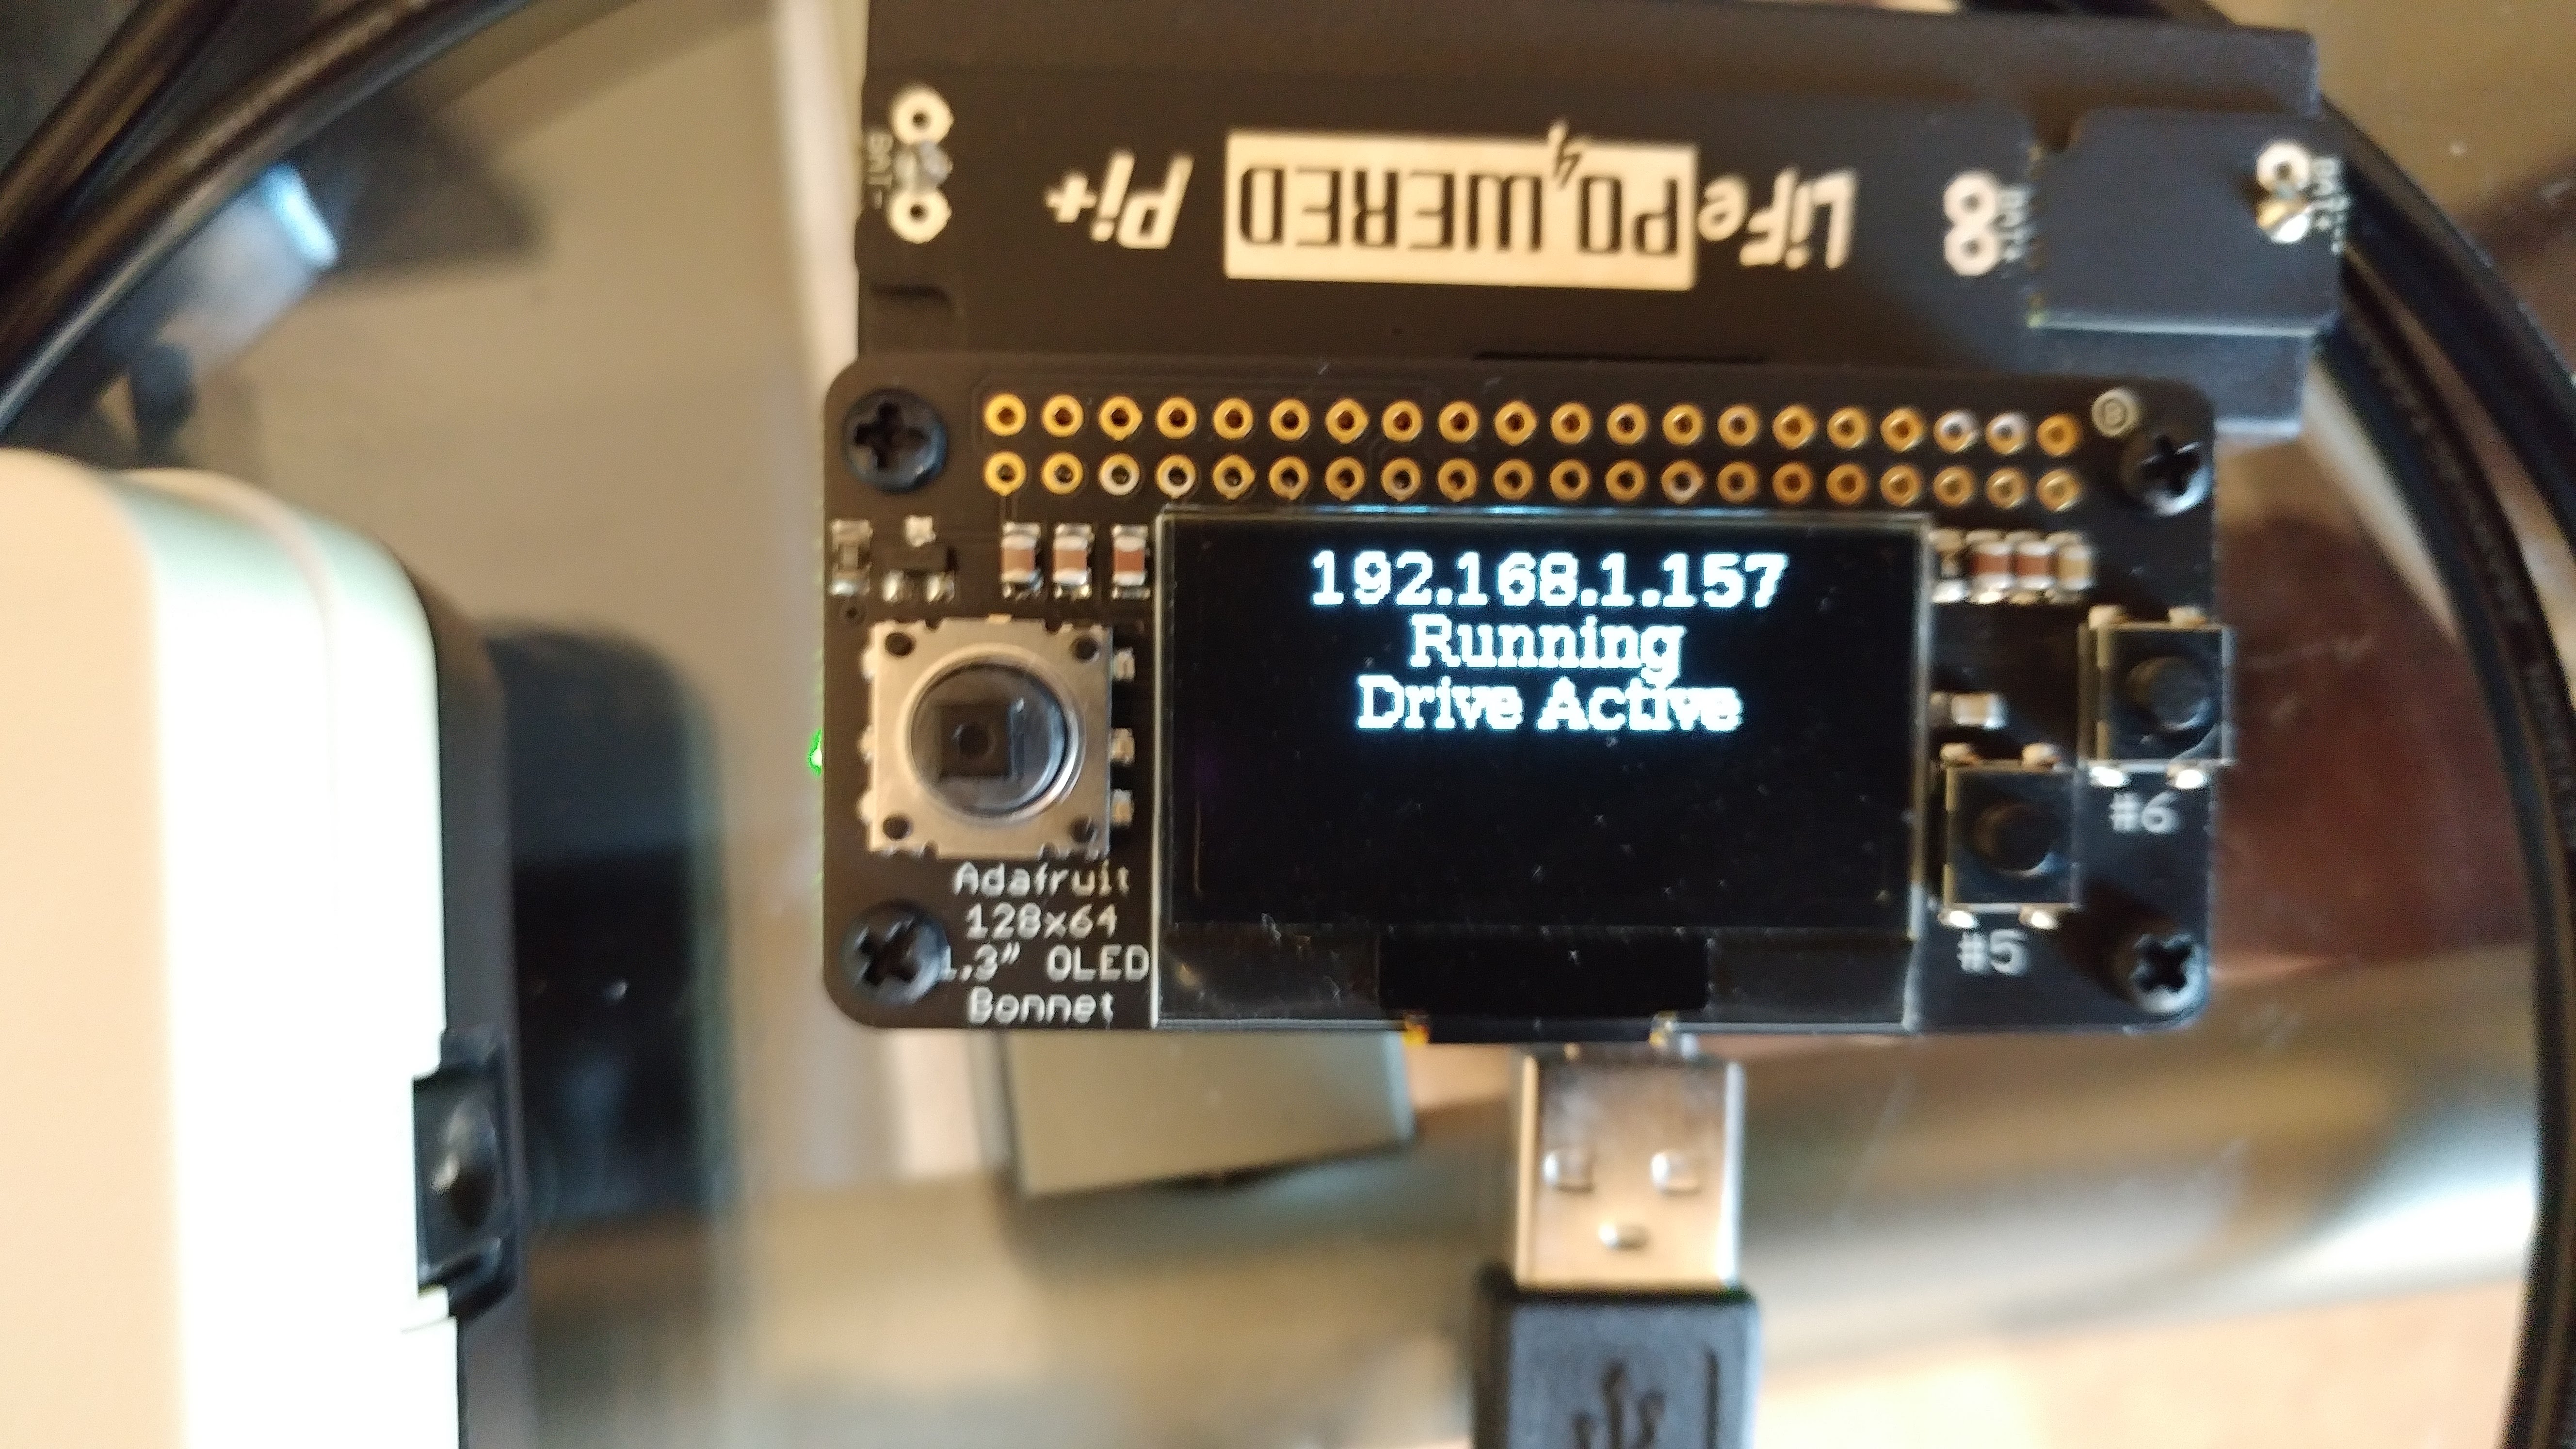 LiFePO4WERED Pi+
192.168.1.157
Running
Drive Active
#6
#5
Adafruit
128x64
1.3" OLED
Bonnet